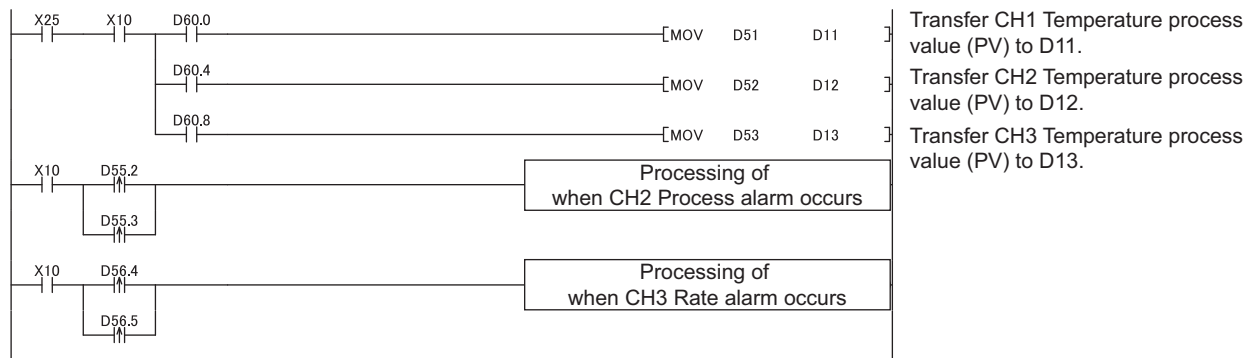 X25 X10 D60.0 [MOV D51 D11 ] Transfer CH1 Temperature process
value (PV) to D11.
D60.4 [MOV D52 D12 ] Transfer CH2 Temperature process
value (PV) to D12.
D60.8 [MOV D53 D13 ] Transfer CH3 Temperature process
value (PV) to D13.
X10 D55.2 Processing of
when CH2 Process alarm occurs
D55.3
X10 D56.4 Processing of
when CH3 Rate alarm occurs
D56.5